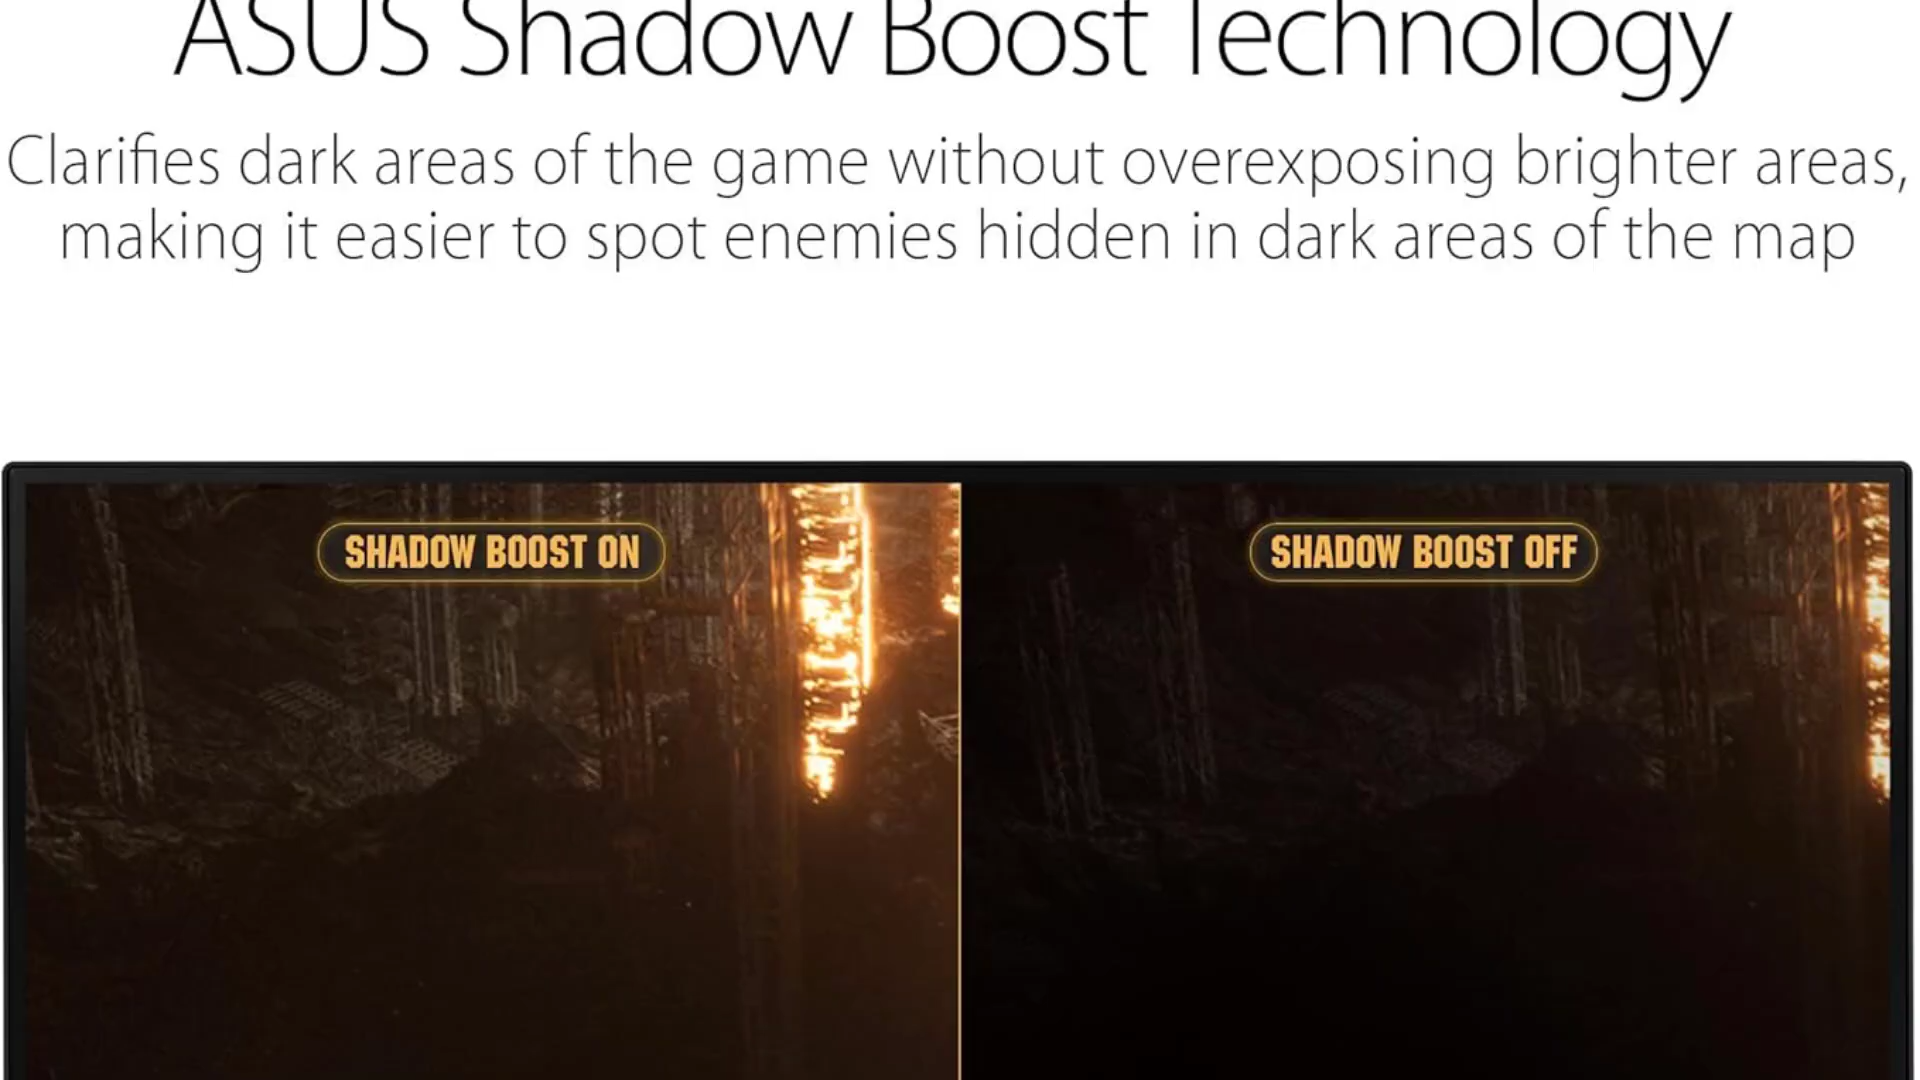 ASUS Shadow Boost Technology
Clarifies dark areas of the game without overexposing brighter areas,
making it easier to spot enemies hidden in dark areas of the map
SHADOW BOOST ON
SHADOW BOOST OFF